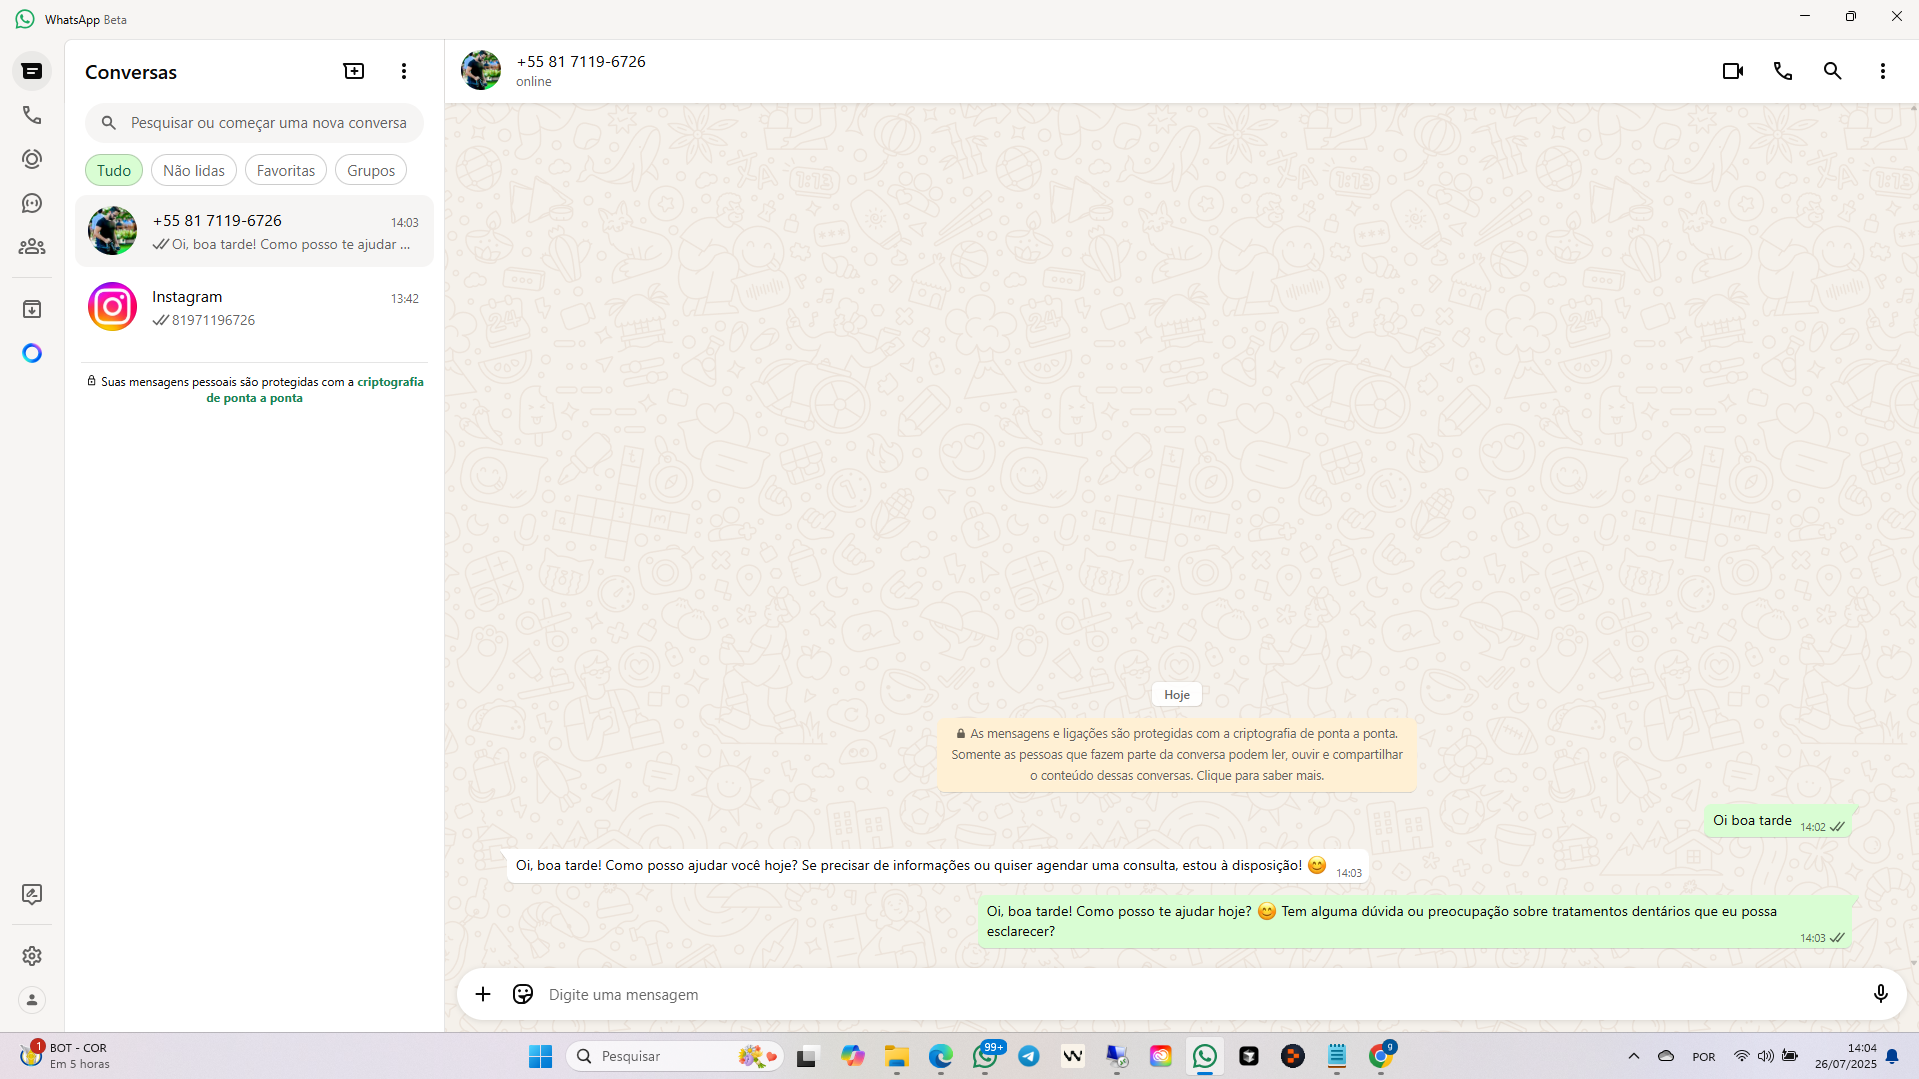 WhatsApp Beta
Conversas
Pesquisar ou começar uma nova conversa
Tudo
Não lidas
Favoritas
Grupos
+55 81 7119-6726
14:03
Oi, boa tarde! Como posso te ajudar ...
Instagram
13:42
81971196726
Suas mensagens pessoais são protegidas com a criptografia
de ponta a ponta
+55 81 7119-6726
online
Hoje
As mensagens e ligações são protegidas com a criptografia de ponta a ponta.
Somente as pessoas que fazem parte da conversa podem ler, ouvir e compartilhar
o conteúdo dessas conversas. Clique para saber mais.
Oi boa tarde
14:02
Oi, boa tarde! Como posso ajudar você hoje? Se precisar de informações ou quiser agendar uma consulta, estou à disposição! 😊
14:03
Oi, boa tarde! Como posso te ajudar hoje? 😊 Tem alguma dúvida ou preocupação sobre tratamentos dentários que eu possa
esclarecer?
14:03
Digite uma mensagem
1
BOT - COR
Em 5 horas
Pesquisar
99+
g
POR
14:04
26/07/2025